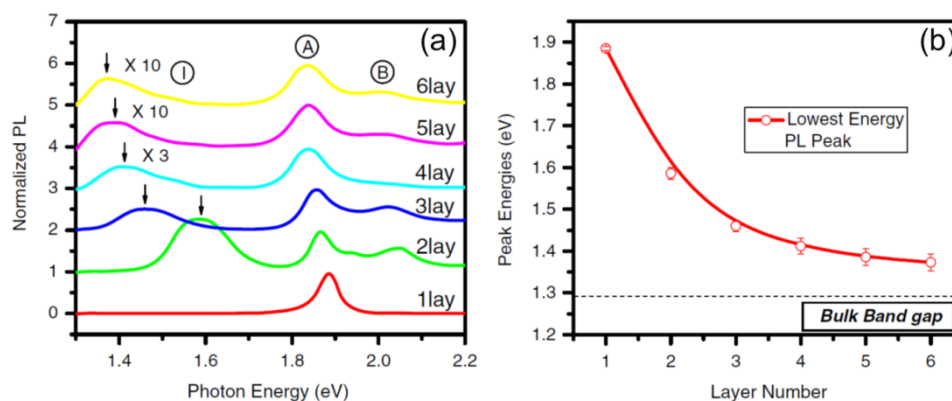 (a)
7
6
5
4
3
2
1
0
Normalized PL
X 10
I
A
B
6lay
X 10
5lay
X 3
4lay
3lay
2lay
1lay
1.4 1.6 1.8 2.0 2.2
Photon Energy (eV)
(b)
1.9
1.8
1.7
1.6
1.5
1.4
1.3
1.2
Peak Energies (eV)
Lowest Energy
PL Peak
Bulk Band gap
1 2 3 4 5 6
Layer Number